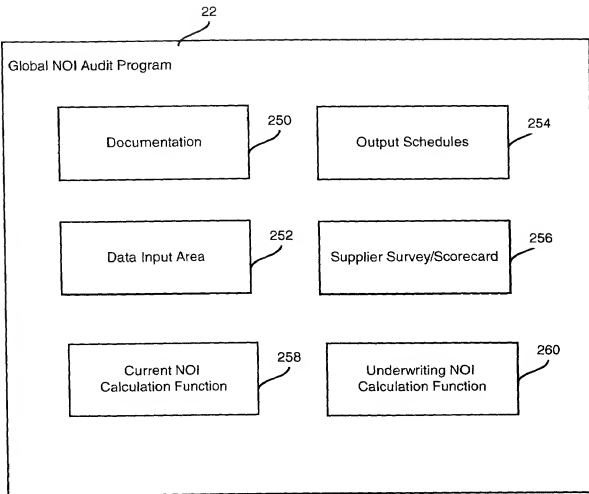 22
Global NOI Audit Program
Documentation
250
Output Schedules
254
Data Input Area
252
Supplier Survey/Scorecard
256
Current NOI
Calculation Function
258
Underwriting NOI
Calculation Function
260